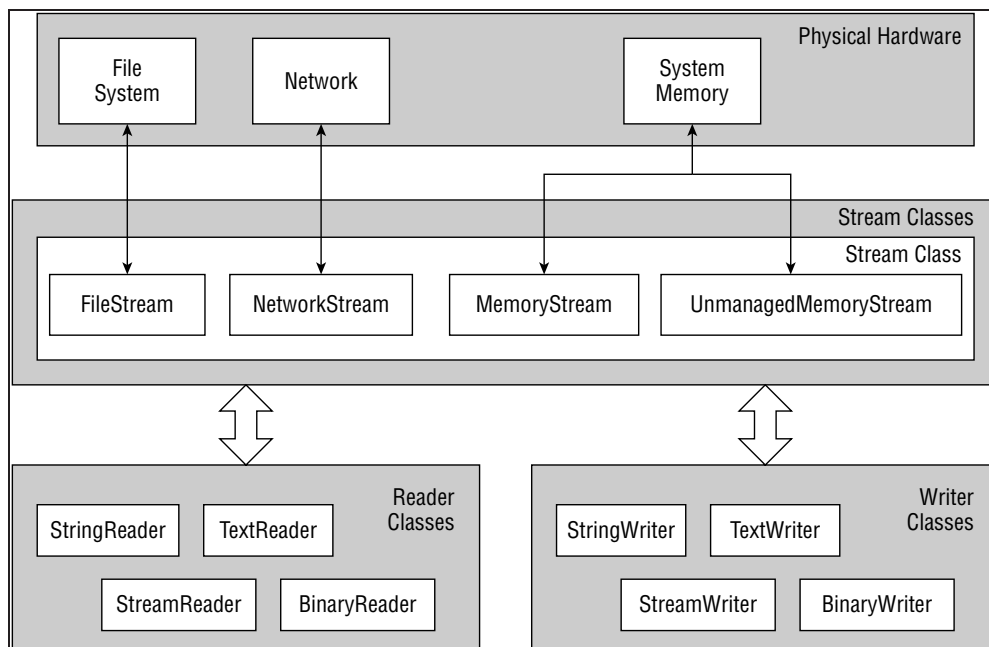 Physical Hardware
File
System
Network
System
Memory
Stream Classes
Stream Class
FileStream
NetworkStream
MemoryStream
UnmanagedMemoryStream
Reader
Classes
StringReader
TextReader
StreamReader
BinaryReader
Writer
Classes
StringWriter
TextWriter
StreamWriter
BinaryWriter